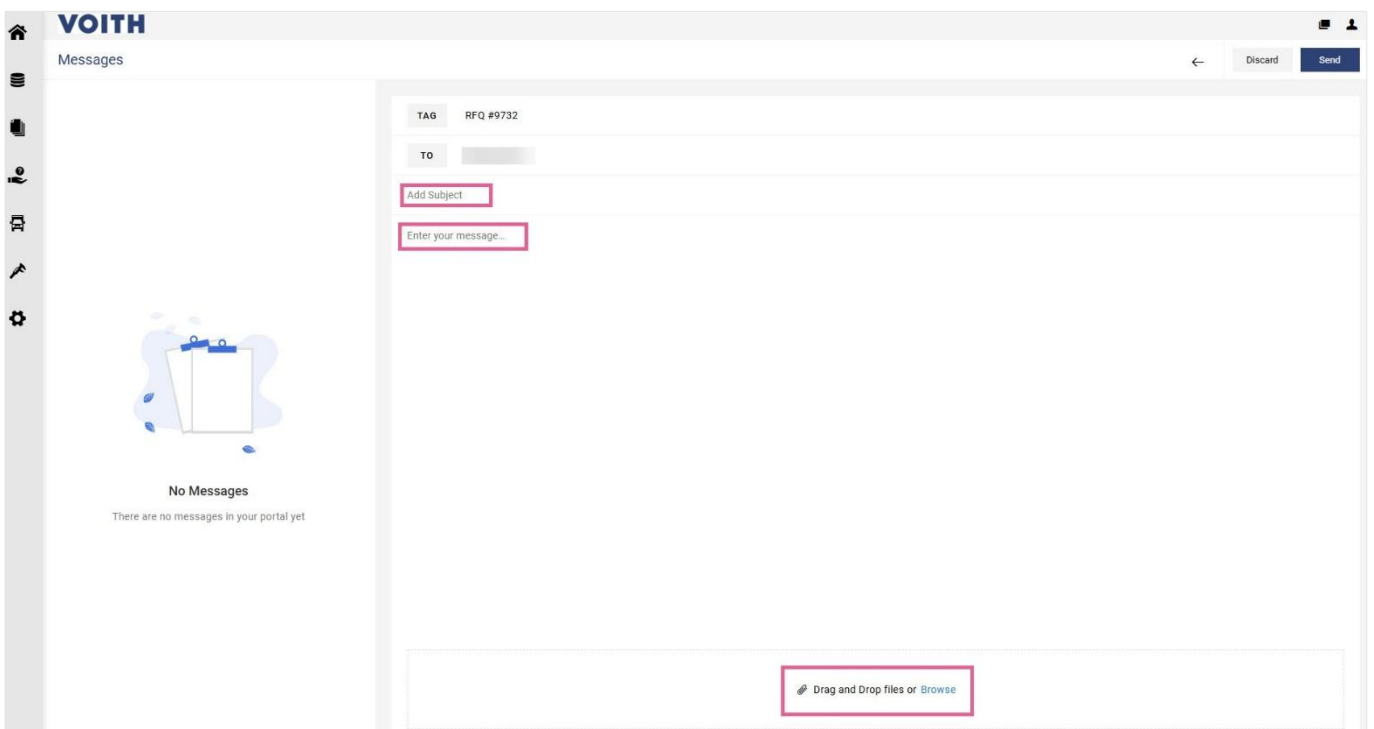 VOITH
Messages
Discard
Send
TAG
RFQ #9732
TO
Add Subject
Enter your message...
No Messages
There are no messages in your portal yet
Drag and Drop files or Browse